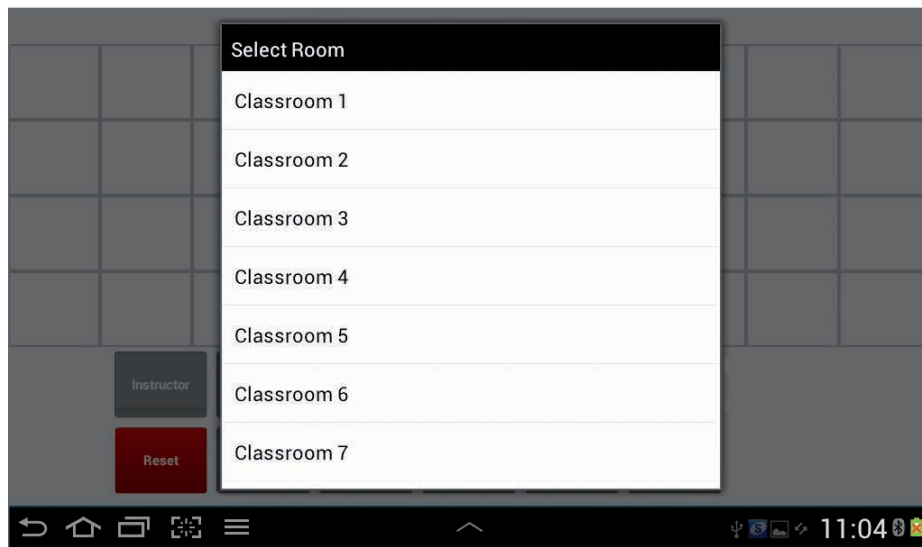 Select Room
Classroom 1
Classroom 2
Classroom 3
Classroom 4
Classroom 5
Classroom 6
Classroom 7
Instructor
Reset
11:04